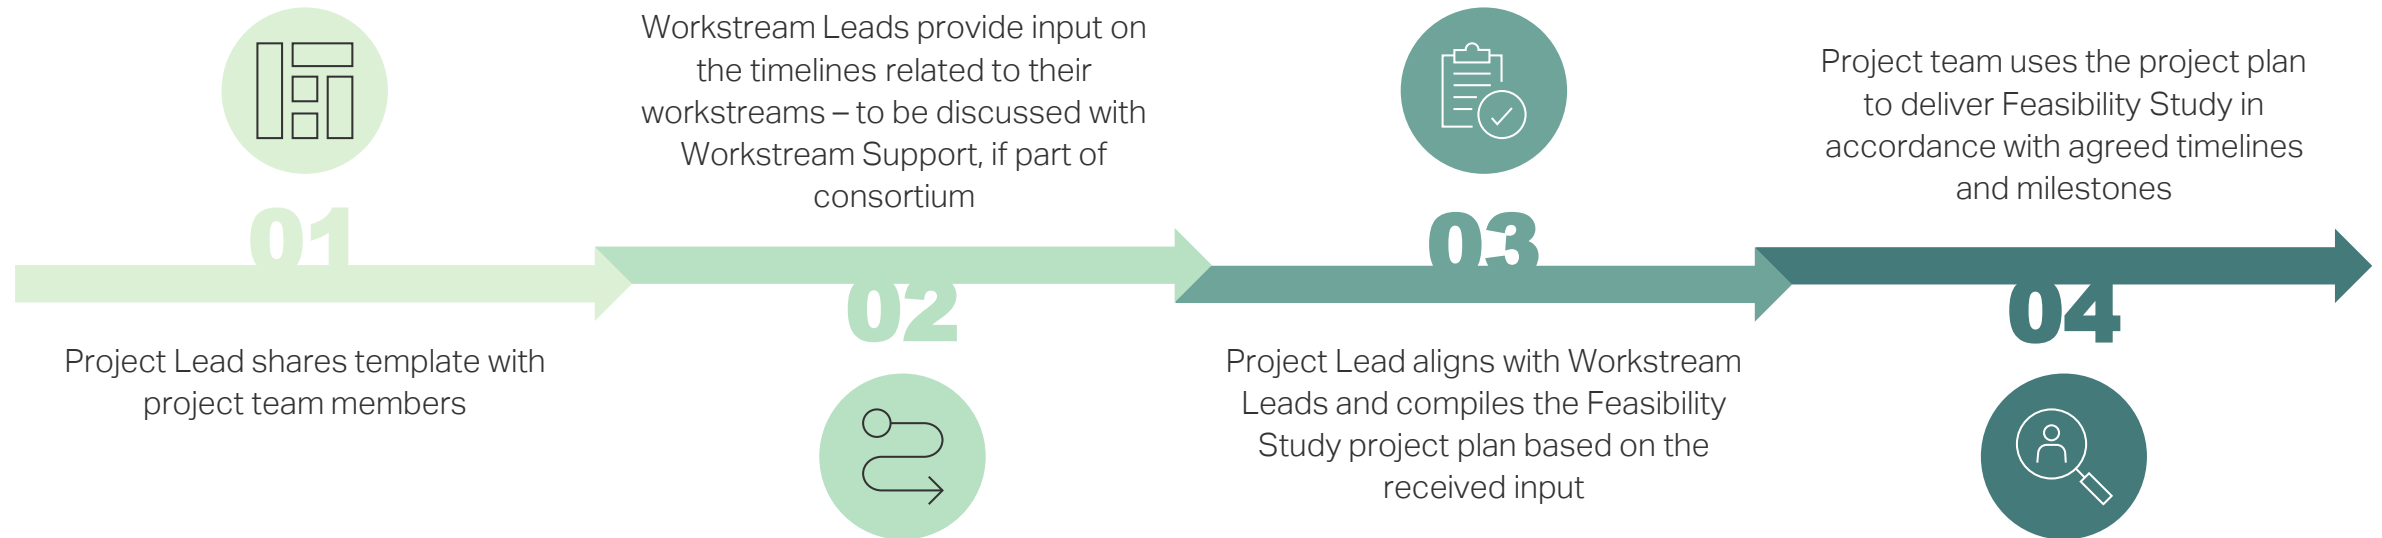 01
Project Lead shares template with
project team members
Workstream Leads provide input on
the timelines related to their
workstreams – to be discussed with
Workstream Support, if part of
consortium
02
03
Project Lead aligns with Workstream
Leads and compiles the Feasibility
Study project plan based on the
received input
Project team uses the project plan
to deliver Feasibility Study in
accordance with agreed timelines
and milestones
04